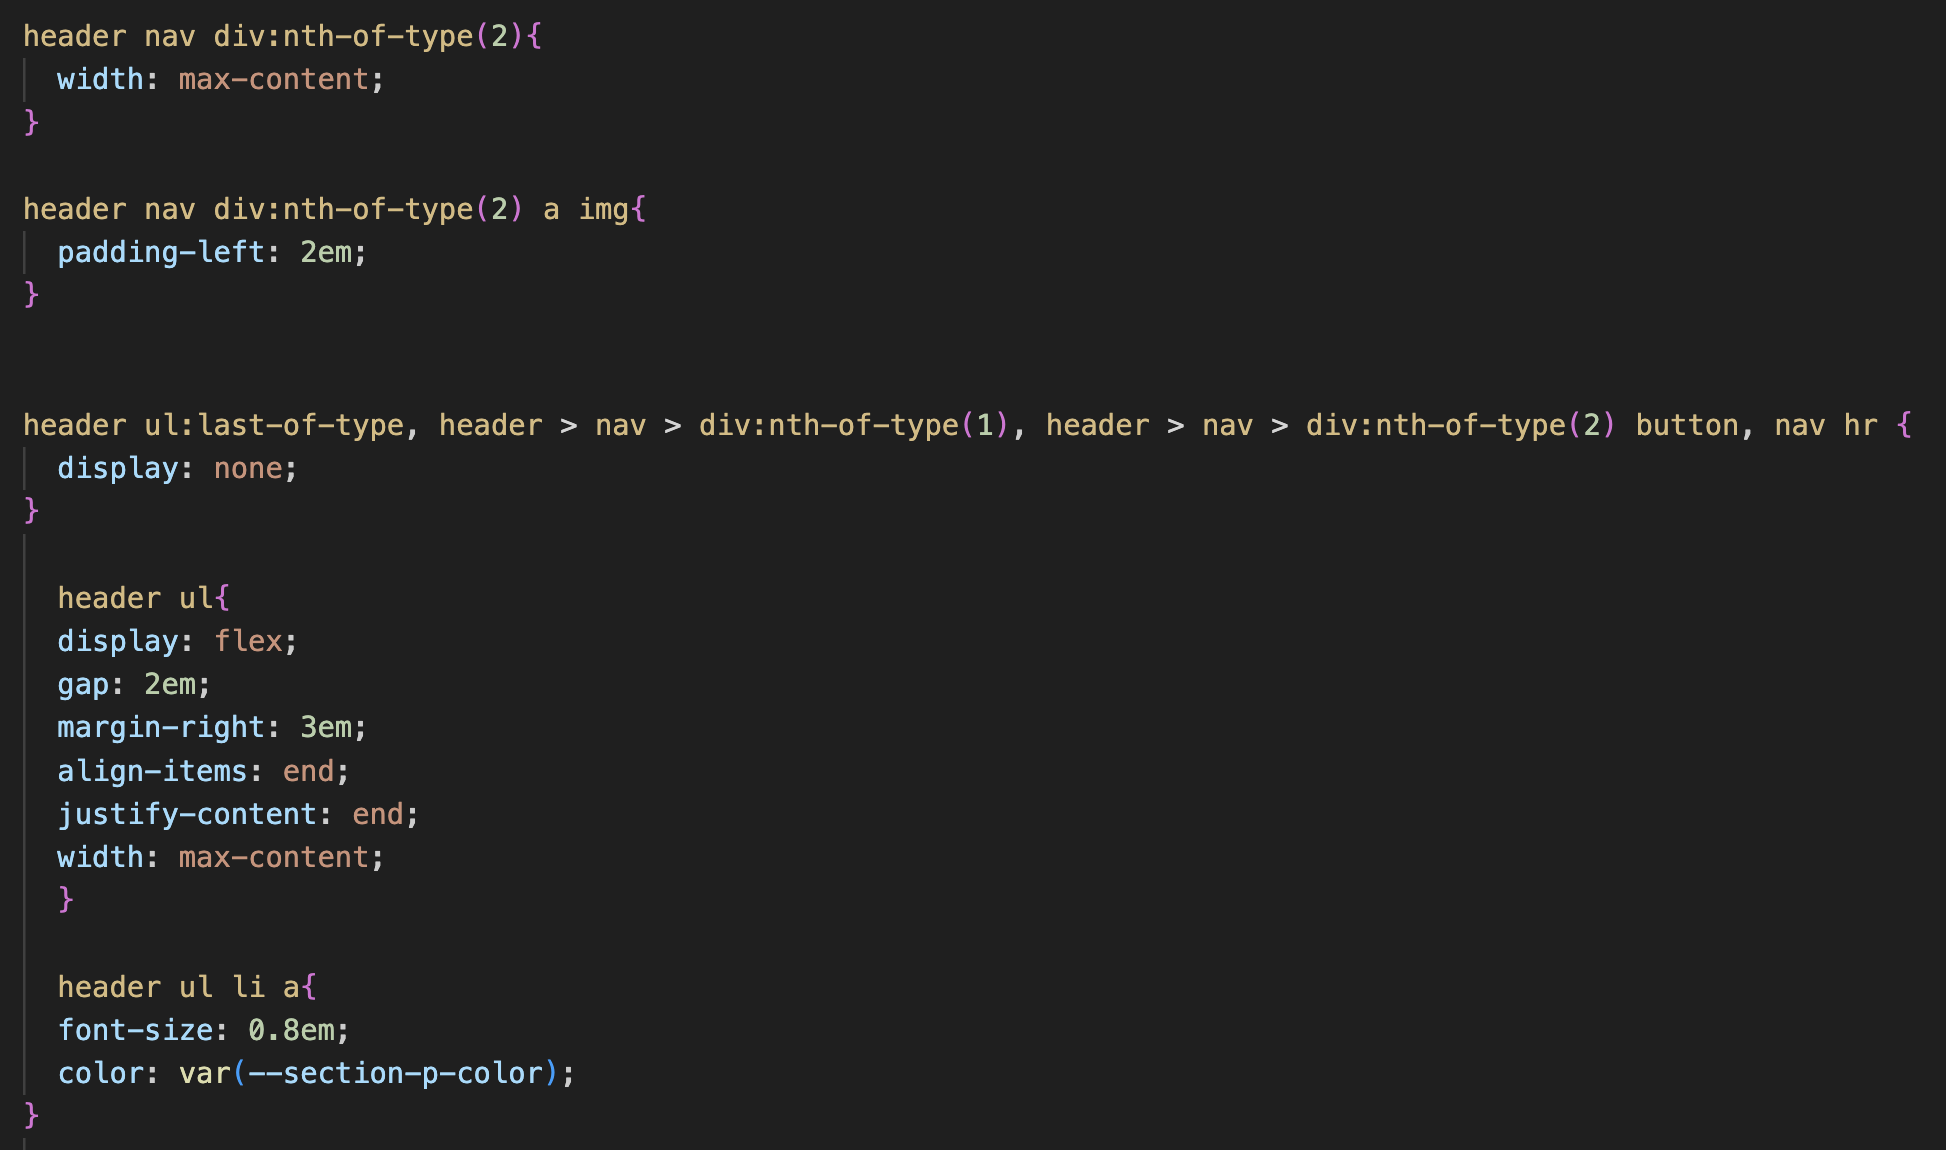 header nav div:nth-of-type(2){
  width: max-content;
}
header nav div:nth-of-type(2) a img{
  padding-left: 2em;
}
header ul:last-of-type, header > nav > div:nth-of-type(1), header > nav > div:nth-of-type(2) button, nav hr {
  display: none;
}
  header ul{
  display: flex;
  gap: 2em;
  margin-right: 3em;
  align-items: end;
  justify-content: end;
  width: max-content;
  }
  header ul li a{
  font-size: 0.8em;
  color: var(--section-p-color);
}